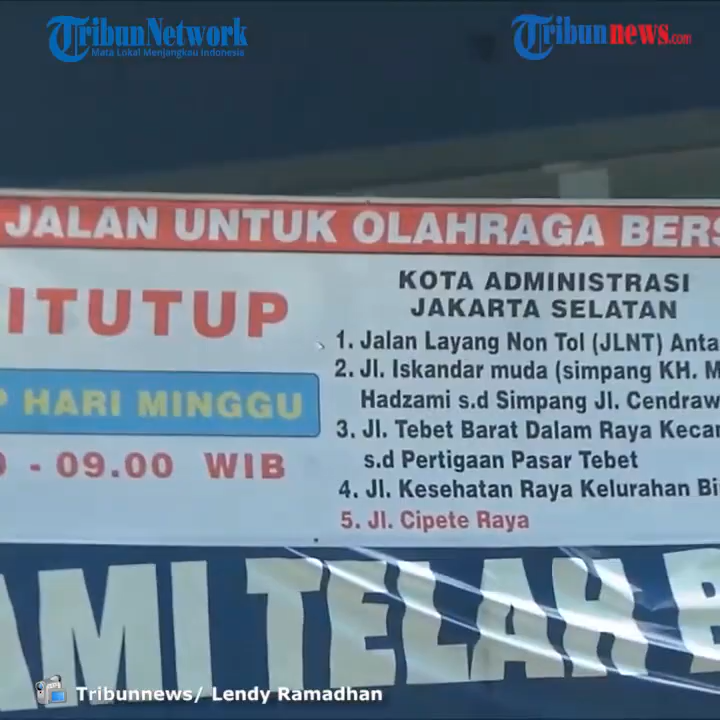 TribunNetwork
Mata Lokal Menjangkau Indonesia
Tribunnews.com
JALAN UNTUK OLAHRAGA BERS
ITUTUP
P HARI MINGGU
0 - 09.00 WIB
KOTA ADMINISTRASI
JAKARTA SELATAN
1. Jalan Layang Non Tol (JLNT) Anta
2. Jl. Iskandar muda (simpang KH. M
Hadzami s.d Simpang Jl. Cendraw
3. Jl. Tebet Barat Dalam Raya Kecam
s.d Pertigaan Pasar Tebet
4. Jl. Kesehatan Raya Kelurahan Bi
5. Jl. Cipete Raya
AMI TELAH B
Tribunnews/ Lendy Ramadhan